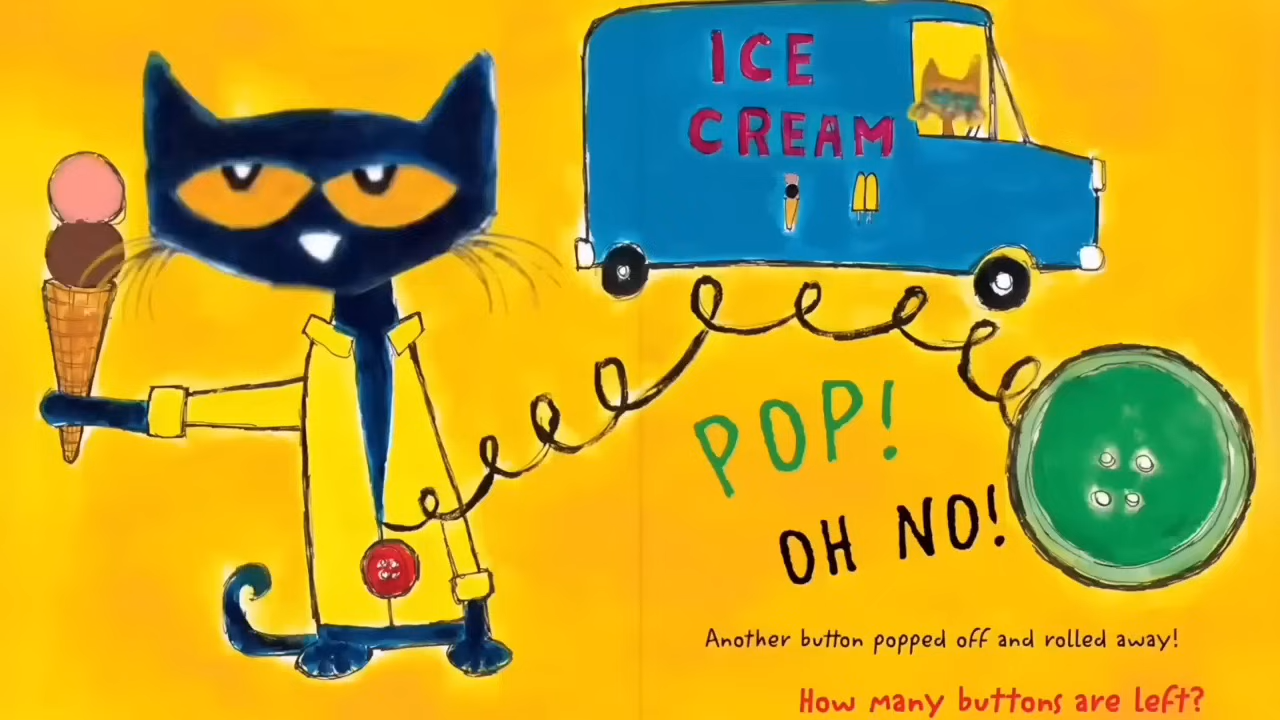 ICE
CREAM
POP!
OH NO!
Another button popped off and rolled away!
How many buttons are left?